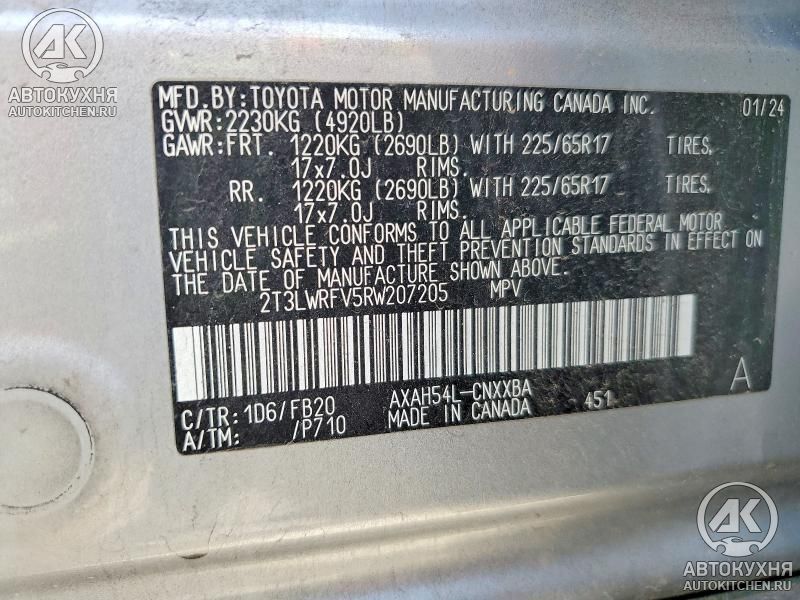 AK
АВТОКУХНЯ
AUTOKITCHEN.RU
MFD.BY:TOYOTA MOTOR MANUFACTURING CANADA INC. 01/24
GVWR:2230KG (4920LB)
GAWR:FRT. 1220KG (2690LB) WITH 225/65R17 TIRES,
17x7.0J RIMS.
RR. 1220KG (2690LB) WITH 225/65R17 TIRES,
17x7.0J RIMS.
THIS VEHICLE CONFORMS TO ALL APPLICABLE FEDERAL MOTOR
VEHICLE SAFETY AND THEFT PREVENTION STANDARDS IN EFFECT ON
THE DATE OF MANUFACTURE SHOWN ABOVE.
2T3LWRFV5RW207205 MPV
C/TR: 1D6/FB20 AXAH54L-CNXXBA A
A/TM: /P710 MADE IN CANADA 451
AK
АВТОКУХНЯ
AUTOKITCHEN.RU